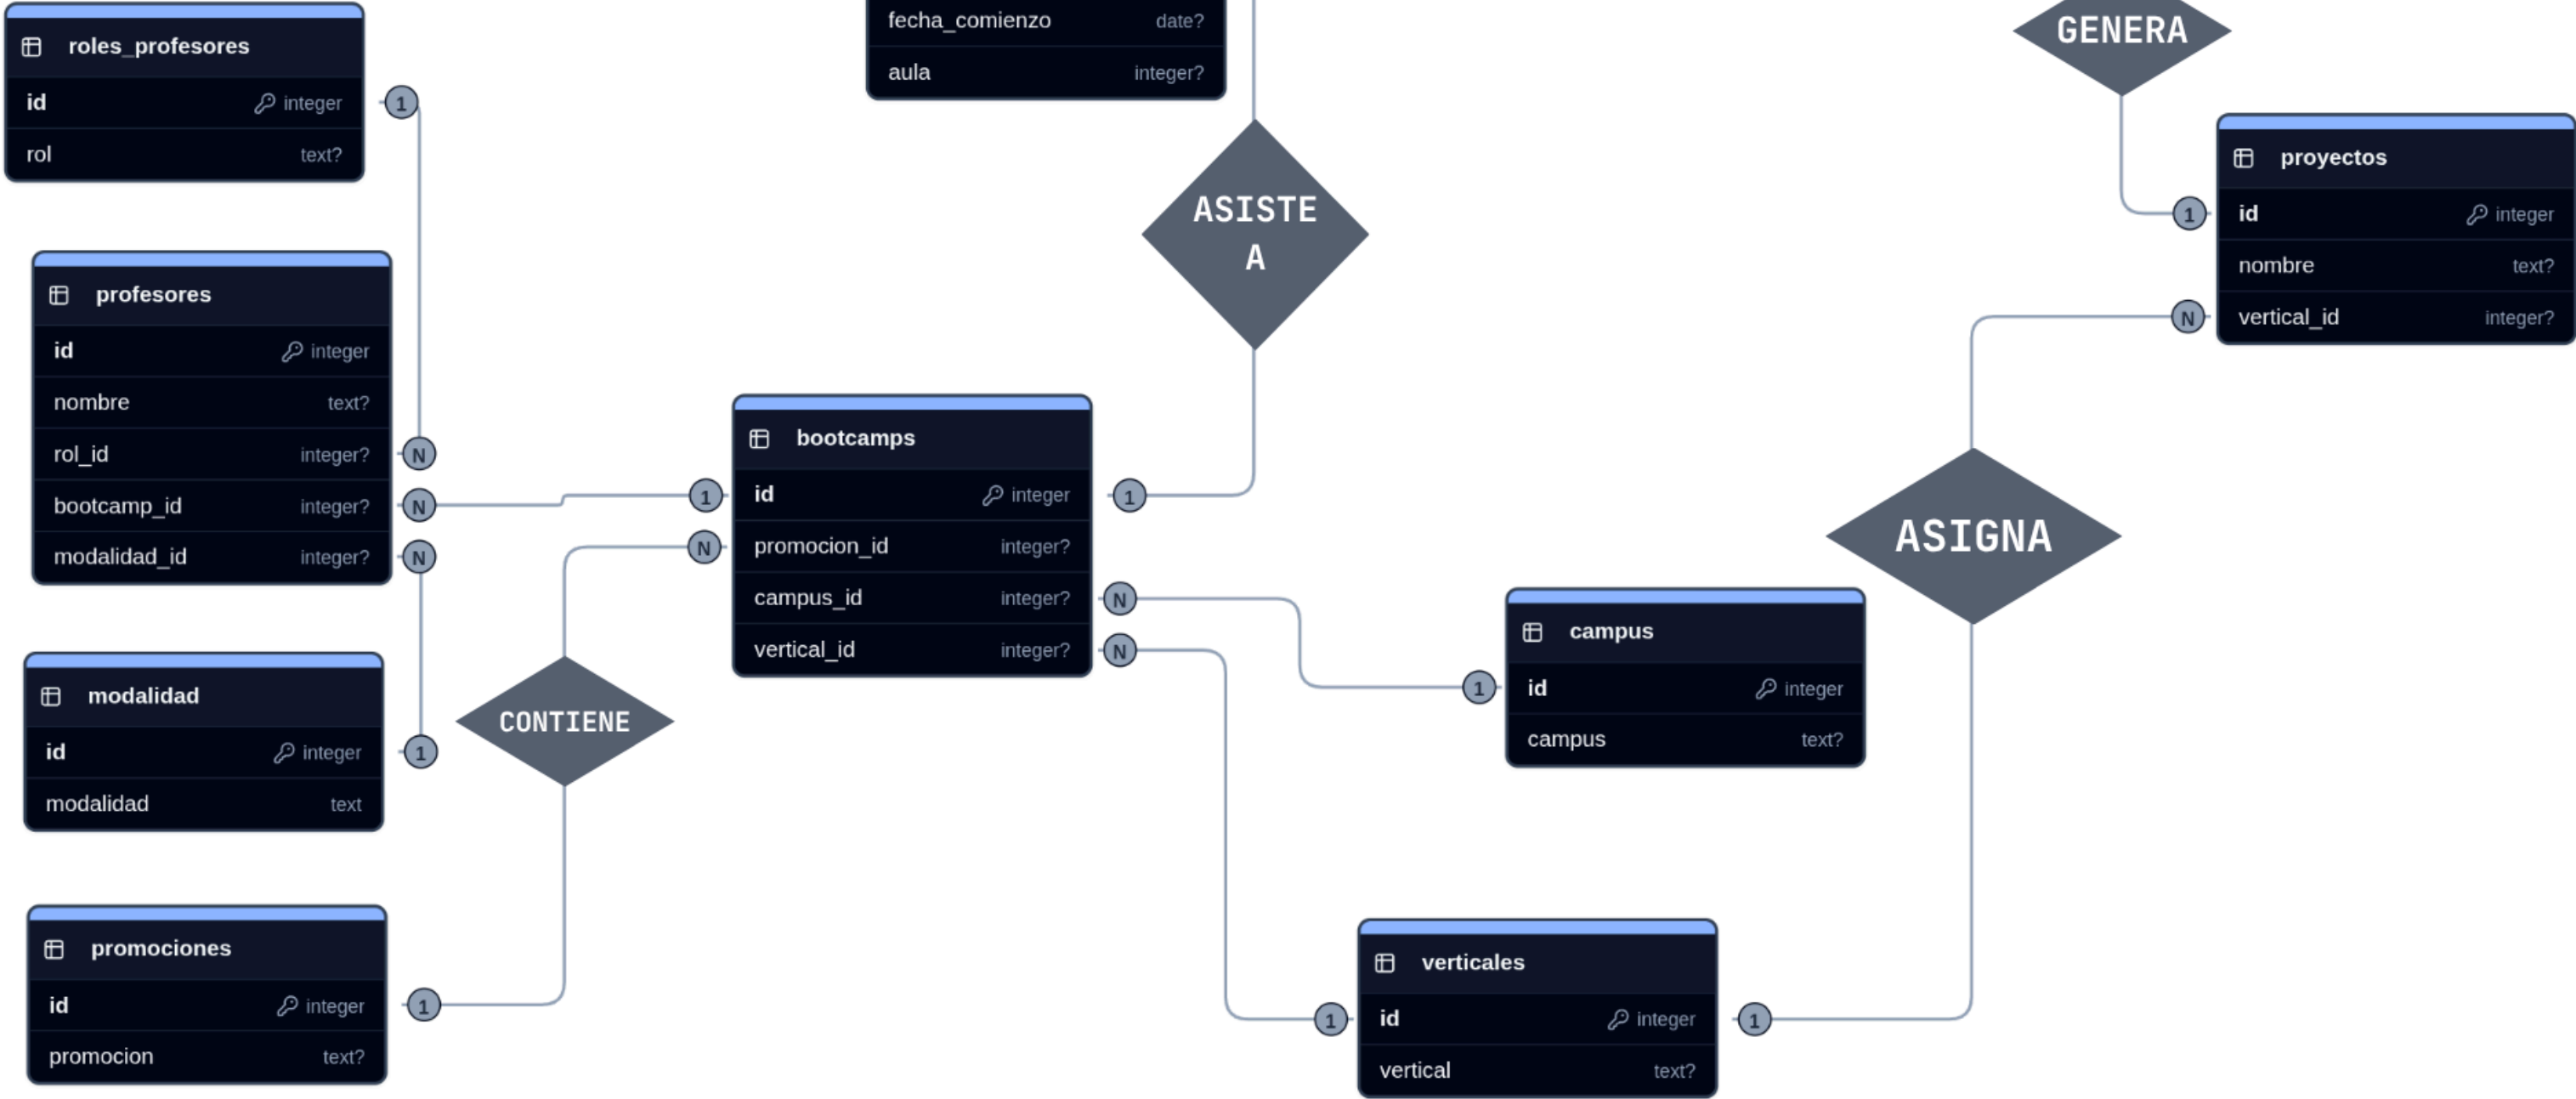 roles_profesores
id integer
rol text?
1
fecha_comienzo date?
aula integer?
GENERA
proyectos
id integer
nombre text?
vertical_id integer?
1
N
ASISTE
A
profesores
id integer
nombre text?
rol_id integer?
bootcamp_id integer?
modalidad_id integer?
N
N
N
bootcamps
id integer
promocion_id integer?
campus_id integer?
vertical_id integer?
1
N
1
N
N
ASIGNA
campus
id integer
campus text?
1
modalidad
id integer
modalidad text
1
CONTIENE
promociones
id integer
promocion text?
1
verticales
id integer
vertical text?
1
1